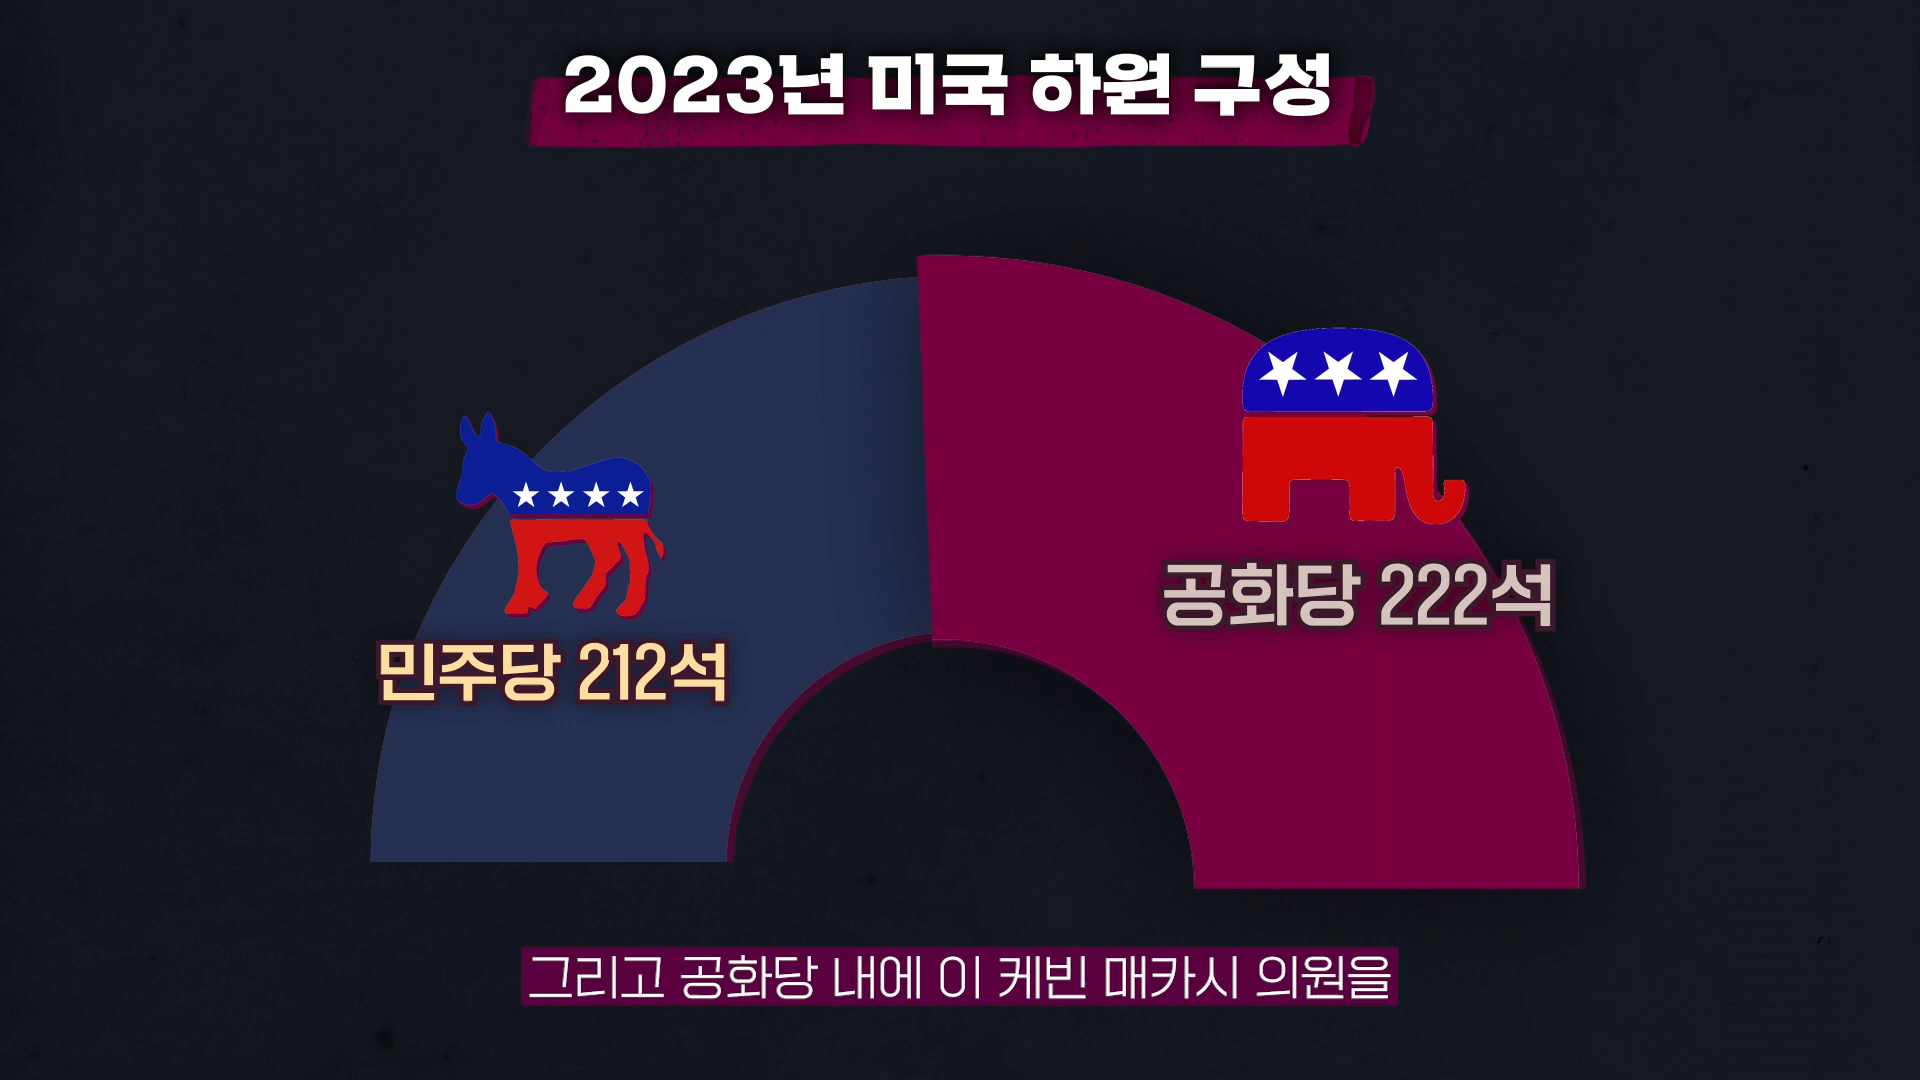 2023년 미국 하원 구성
공화당 222석
민주당 212석
그리고 공화당 내에 이 케빈 매카시 의원을